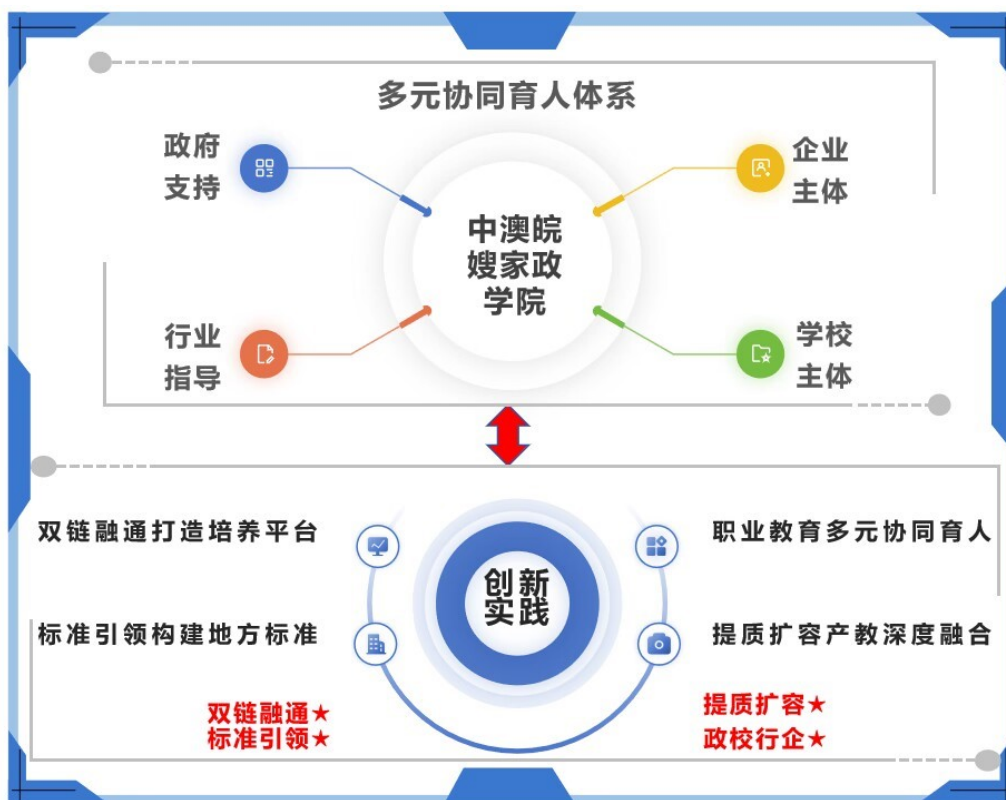 多元协同育人体系
政府
支持
企业
主体
中澳皖
嫂家政
学院
行业
指导
学校
主体
双链融通打造培养平台
职业教育多元协同育人
创新
实践
标准引领构建地方标准
提质扩容产教深度融合
双链融通★
标准引领★
提质扩容★
政校行企★